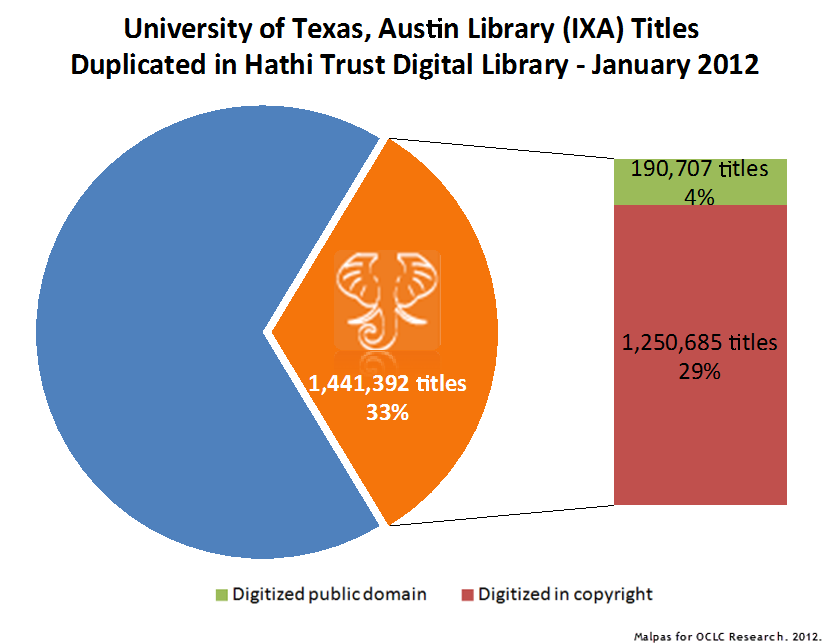 University of Texas, Austin Library (IXA) Titles
Duplicated in Hathi Trust Digital Library - January 2012
190,707 titles
4%
1,250,685 titles
29%
1,441,392 titles
33%
Digitized public domain
Digitized in copyright
Malpas for OCLC Research. 2012.